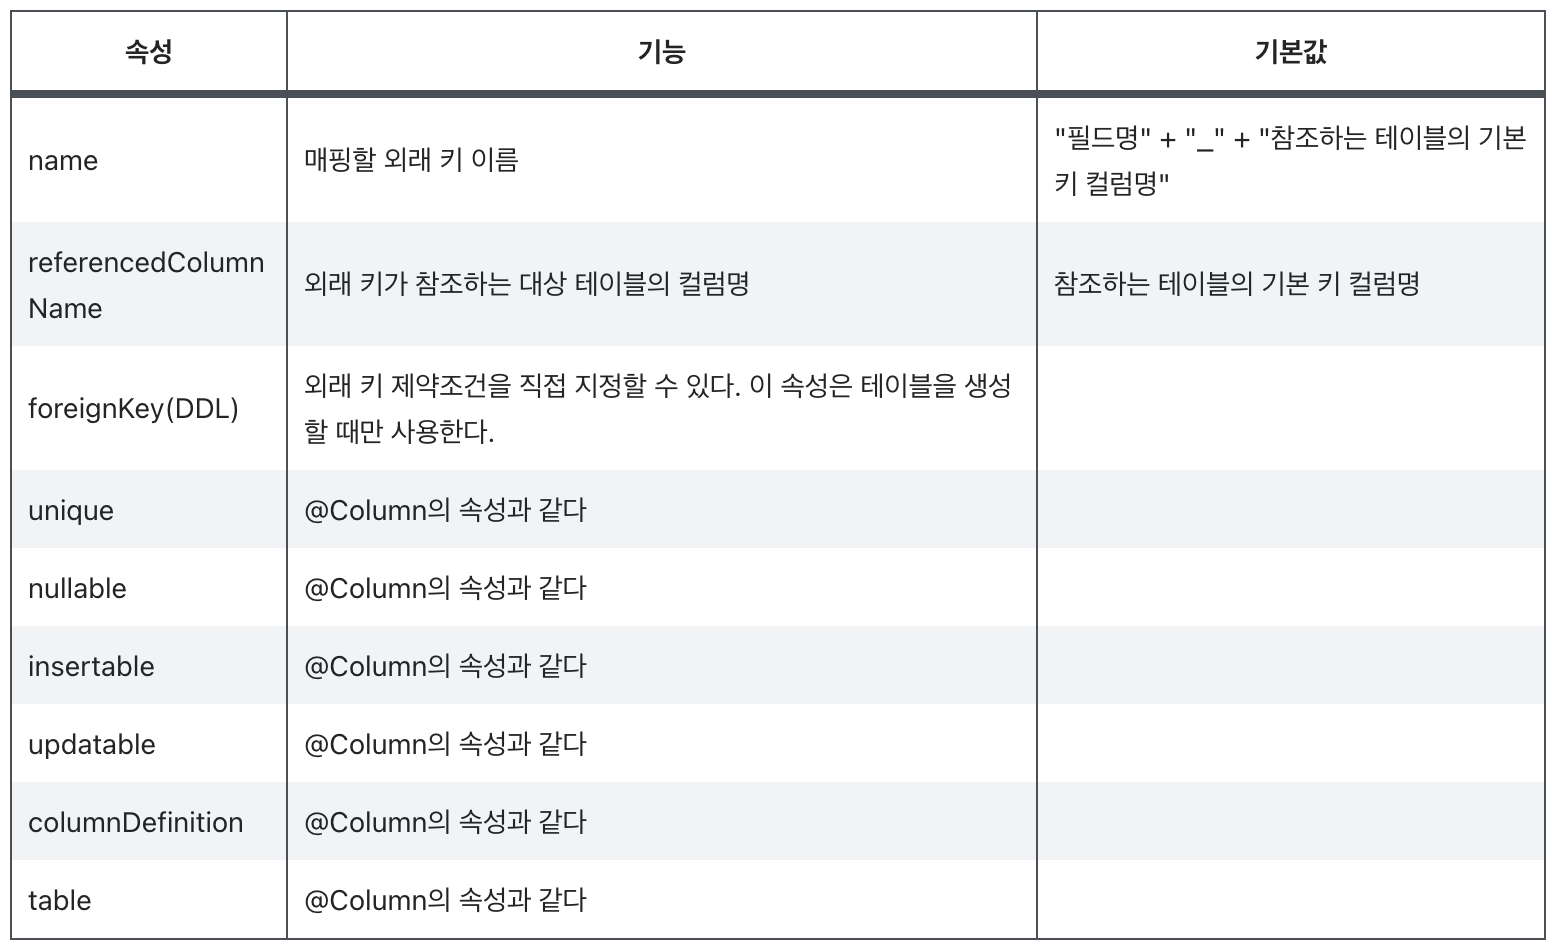 속성 기능 기본값
name 매핑할 외래 키 이름 "필드명" + "_" + "참조하는 테이블의 기본
키 컬럼명"
referencedColumn
Name 외래 키가 참조하는 대상 테이블의 컬럼명 참조하는 테이블의 기본 키 컬럼명
foreignKey(DDL) 외래 키 제약조건을 직접 지정할 수 있다. 이 속성은 테이블을 생성
할 때만 사용한다.
unique @Column의 속성과 같다
nullable @Column의 속성과 같다
insertable @Column의 속성과 같다
updatable @Column의 속성과 같다
columnDefinition @Column의 속성과 같다
table @Column의 속성과 같다